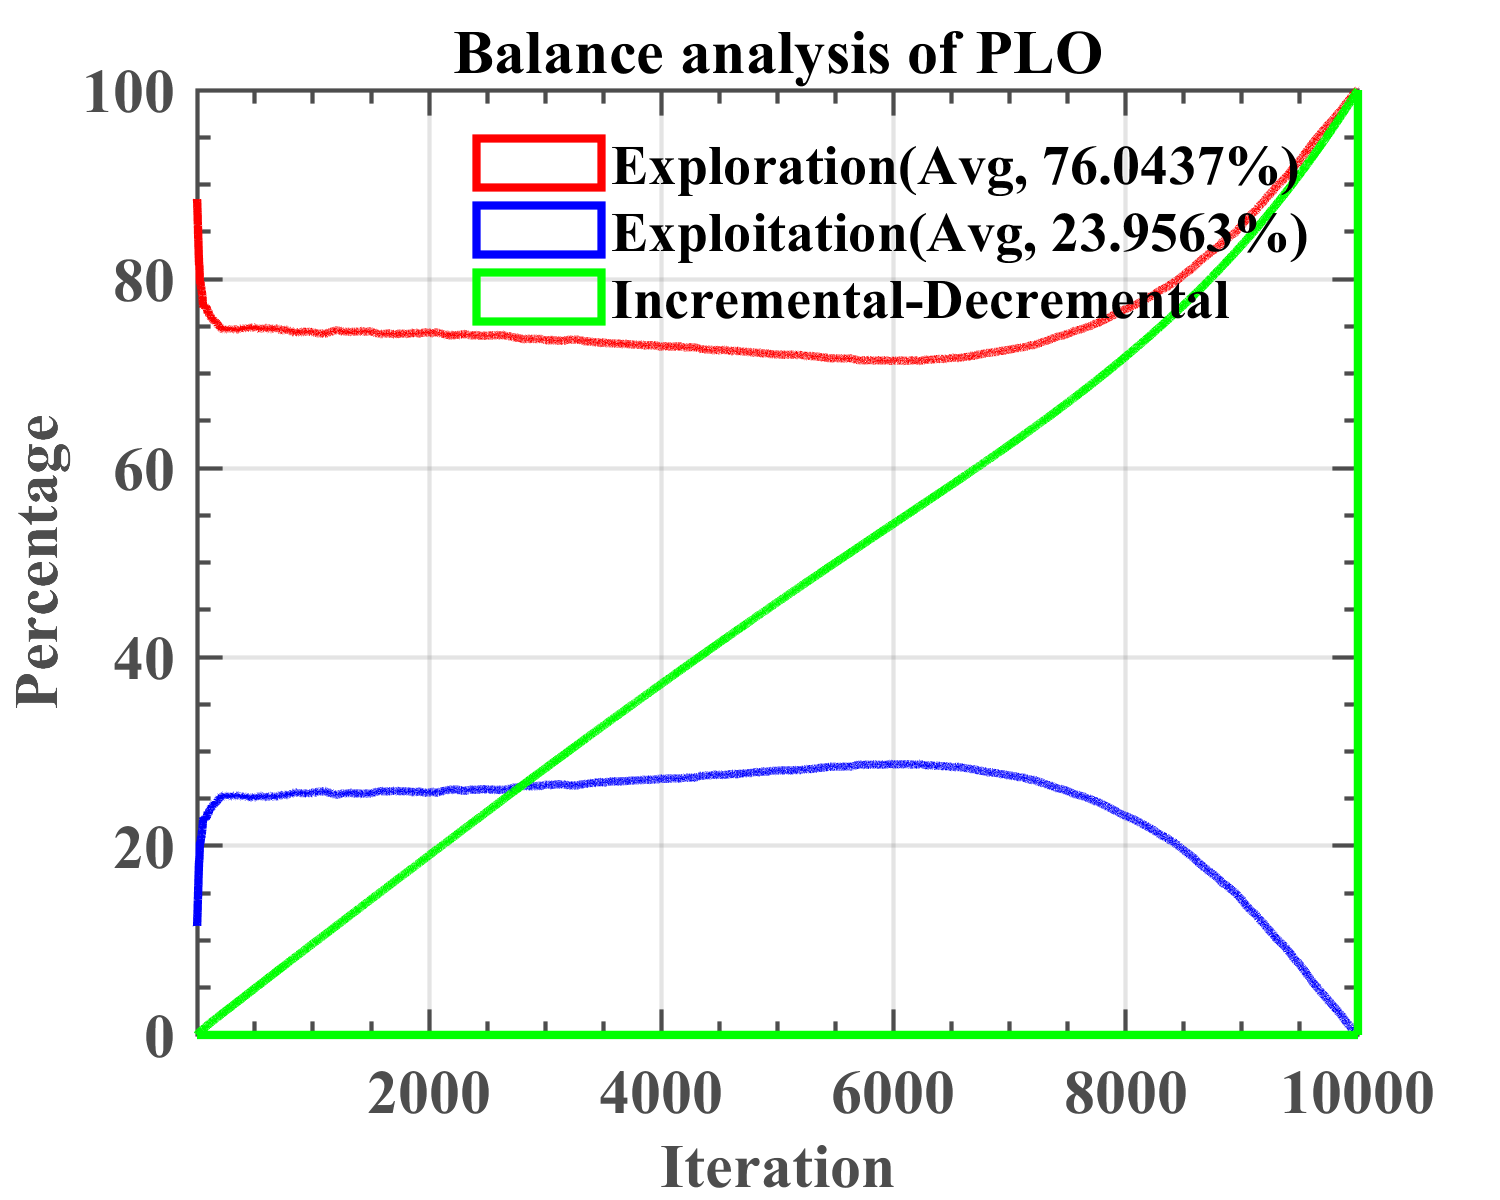 Balance analysis of PLO
100
80
60
40
20
0
Percentage
Exploration(Avg, 76.0437%)
Exploitation(Avg, 23.9563%)
Incremental-Decremental
2000 4000 6000 8000 10000
Iteration